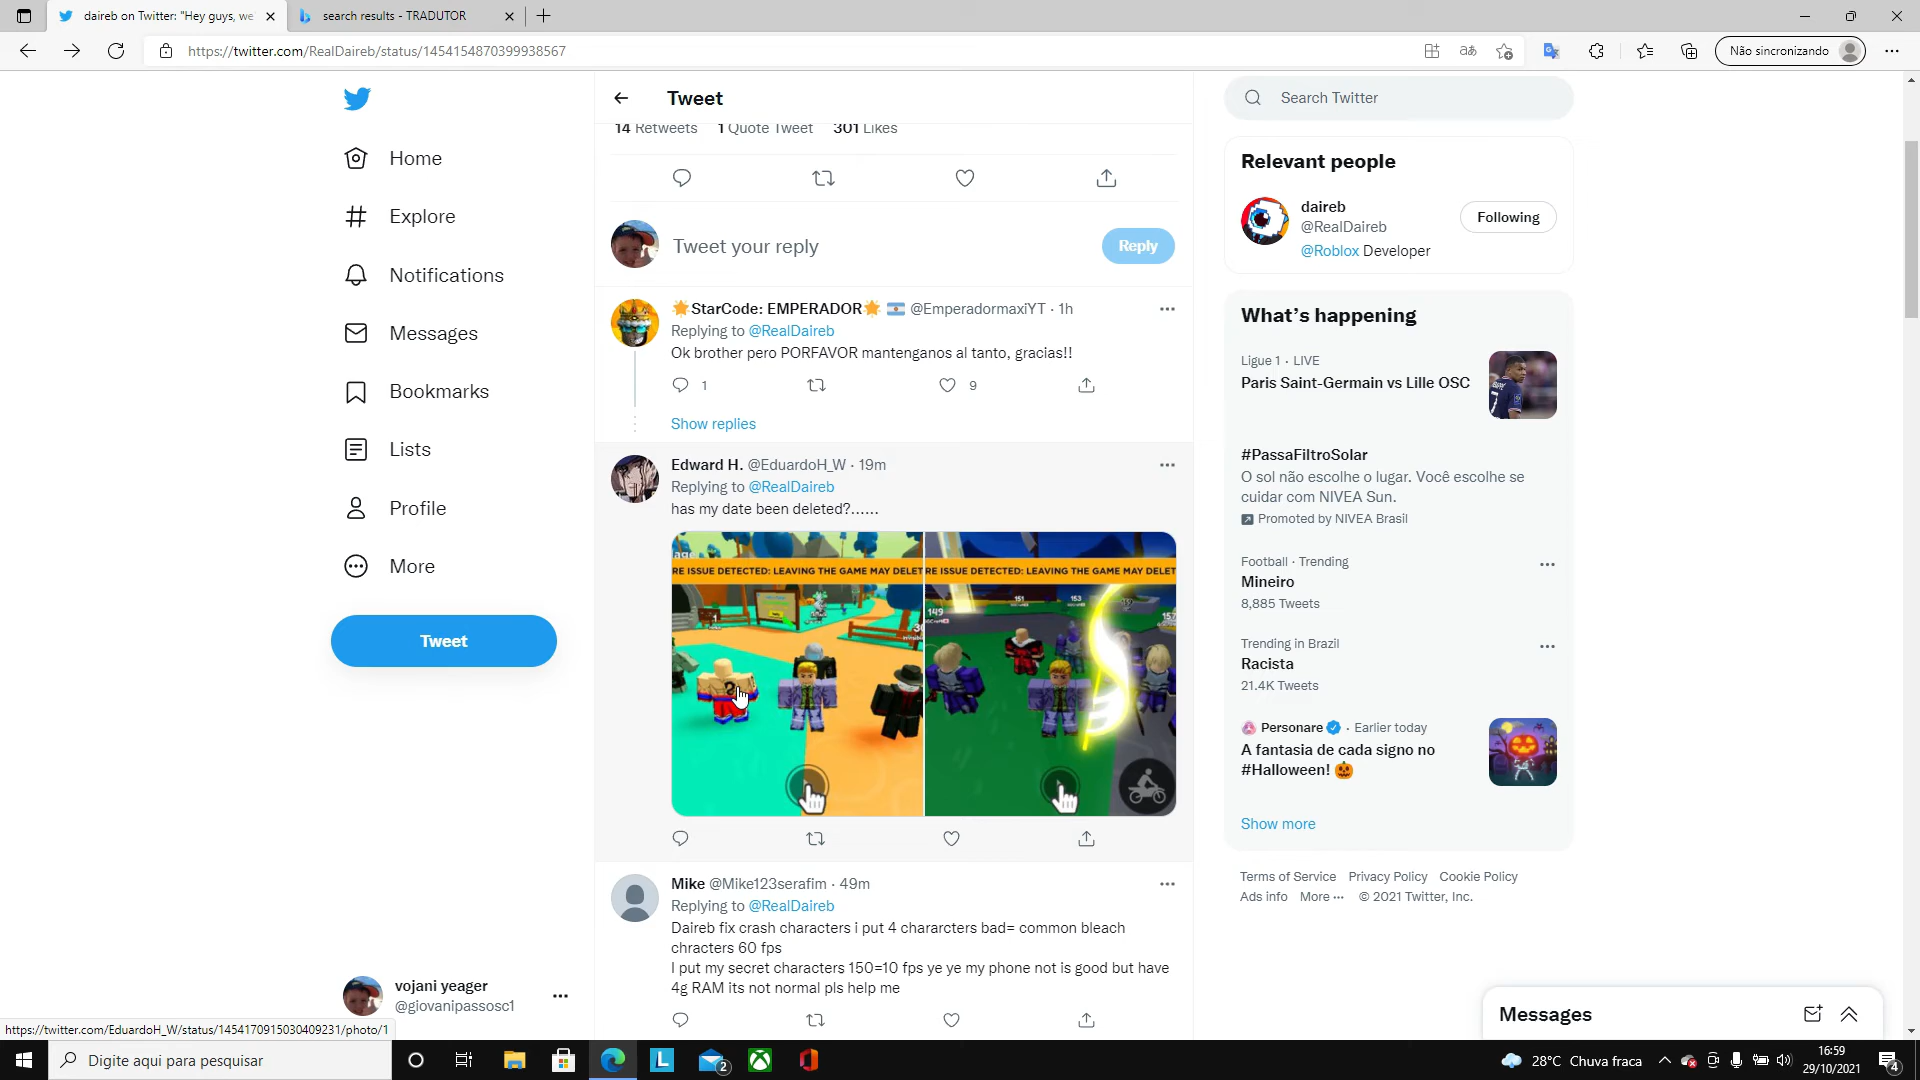 daireb on Twitter: "Hey guys, we
search results - TRADUTOR
https://twitter.com/RealDaireb/status/1454154870399938567
Não sincronizando
Home
Explore
Notifications
Messages
Bookmarks
Lists
Profile
More
Tweet
vojani yeager
@giovanipassosc1
https://twitter.com/EduardoH_W/status/1454170915030409231/photo/1
Tweet
14 Retweets 1 Quote Tweet 301 Likes
Tweet your reply
Reply
StarCode: EMPERADOR @EmperadormaxiYT · 1h
Replying to @RealDaireb
Ok brother pero PORFAVOR mantenganos al tanto, gracias!!
1
9
Show replies
Edward H. @EduardoH_W · 19m
Replying to @RealDaireb
has my date been deleted?......
RE ISSUE DETECTED: LEAVING THE GAME MAY DELET
RE ISSUE DETECTED: LEAVING THE GAME MAY DELET
149
151
153
Mike @Mike123serafim · 49m
Replying to @RealDaireb
Daireb fix crash characters i put 4 chararcters bad= common bleach
chracters 60 fps
I put my secret characters 150=10 fps ye ye my phone not is good but have
4g RAM its not normal pls help me
Search Twitter
Relevant people
daireb
@RealDaireb
Following
@Roblox Developer
What's happening
Ligue 1 · LIVE
Paris Saint-Germain vs Lille OSC
#PassaFiltroSolar
O sol não escolhe o lugar. Você escolhe se
cuidar com NIVEA Sun.
Promoted by NIVEA Brasil
Football · Trending
Mineiro
8,885 Tweets
Trending in Brazil
Racista
21.4K Tweets
Personare · Earlier today
A fantasia de cada signo no
#Halloween!
Show more
Terms of Service Privacy Policy Cookie Policy
Ads info More ··· © 2021 Twitter, Inc.
Messages
Digite aqui para pesquisar
L
2
28°C Chuva fraca
16:59
29/10/2021
4